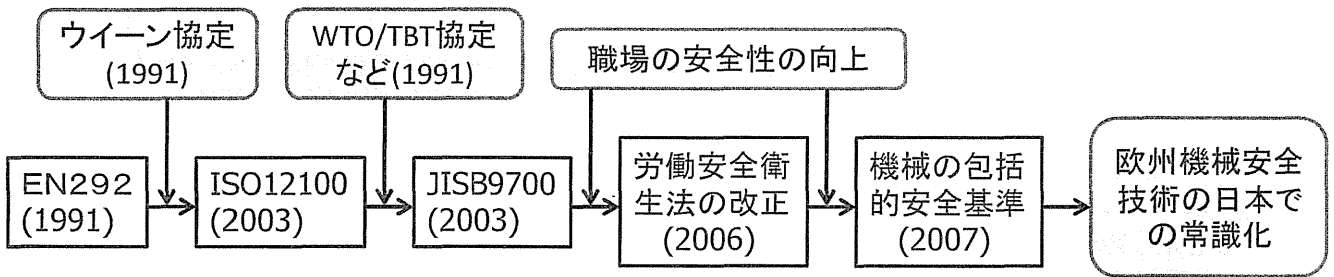 ウイーン協定
(1991)
WTO/TBT協定
など(1991)
職場の安全性の向上
EN292
(1991)
ISO12100
(2003)
JISB9700
(2003)
労働安全衛
生法の改正
(2006)
機械の包括
的安全基準
(2007)
欧州機械安全
技術の日本で
の常識化